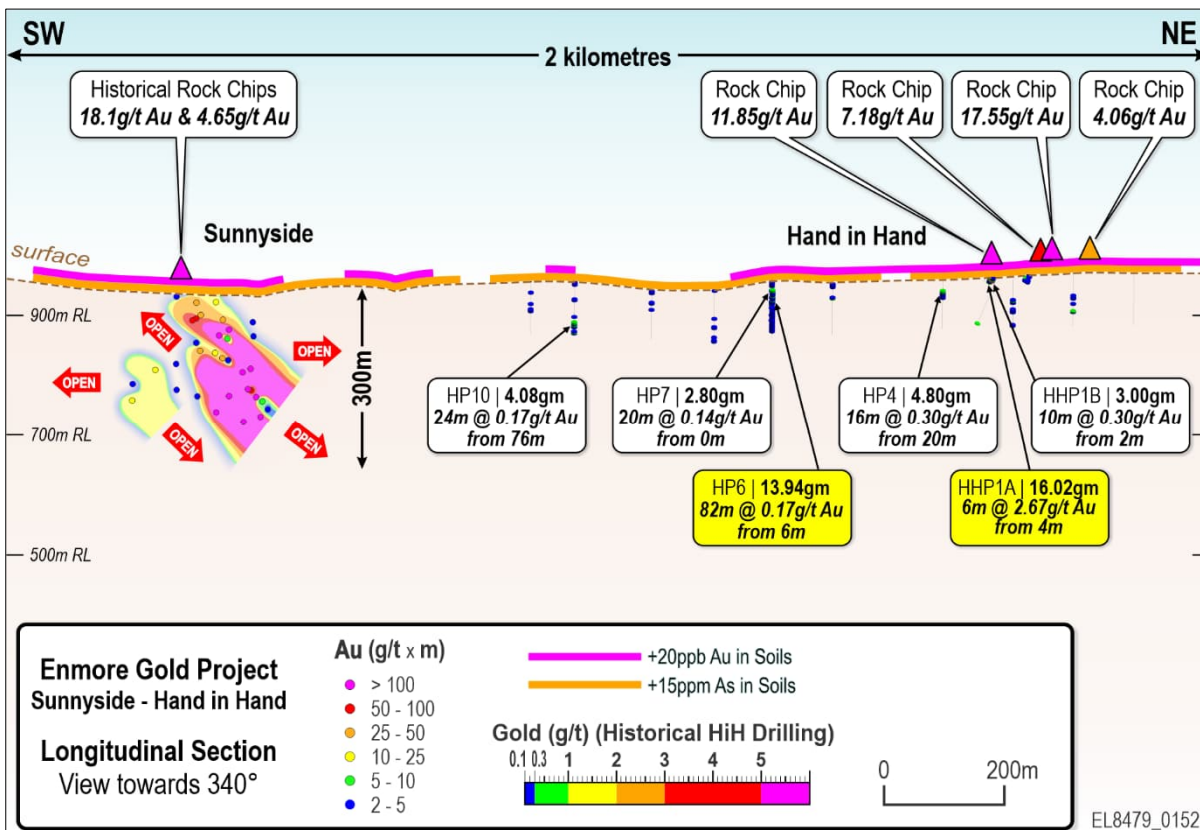 SW
NE
2 kilometres
Historical Rock Chips
18.1g/t Au & 4.65g/t Au
Rock Chip
11.85g/t Au
Rock Chip
7.18g/t Au
Rock Chip
17.55g/t Au
Rock Chip
4.06g/t Au
Sunnyside
Hand in Hand
surface
900m RL
700m RL
500m RL
OPEN
OPEN
OPEN
OPEN
OPEN
300m
HP10 | 4.08gm
24m @ 0.17g/t Au
from 76m
HP7 | 2.80gm
20m @ 0.14g/t Au
from 0m
HP4 | 4.80gm
16m @ 0.30g/t Au
from 20m
HHP1B | 3.00gm
10m @ 0.30g/t Au
from 2m
HP6 | 13.94gm
82m @ 0.17g/t Au
from 6m
HHP1A | 16.02gm
6m @ 2.67g/t Au
from 4m
Enmore Gold Project
Sunnyside - Hand in Hand
Longitudinal Section
View towards 340°
Au (g/t x m)
> 100
50 - 100
25 - 50
10 - 25
5 - 10
2 - 5
+20ppb Au in Soils
+15ppm As in Soils
Gold (g/t) (Historical HiH Drilling)
0.1 0.3 1 2 3 4 5
0 200m
EL8479_0152